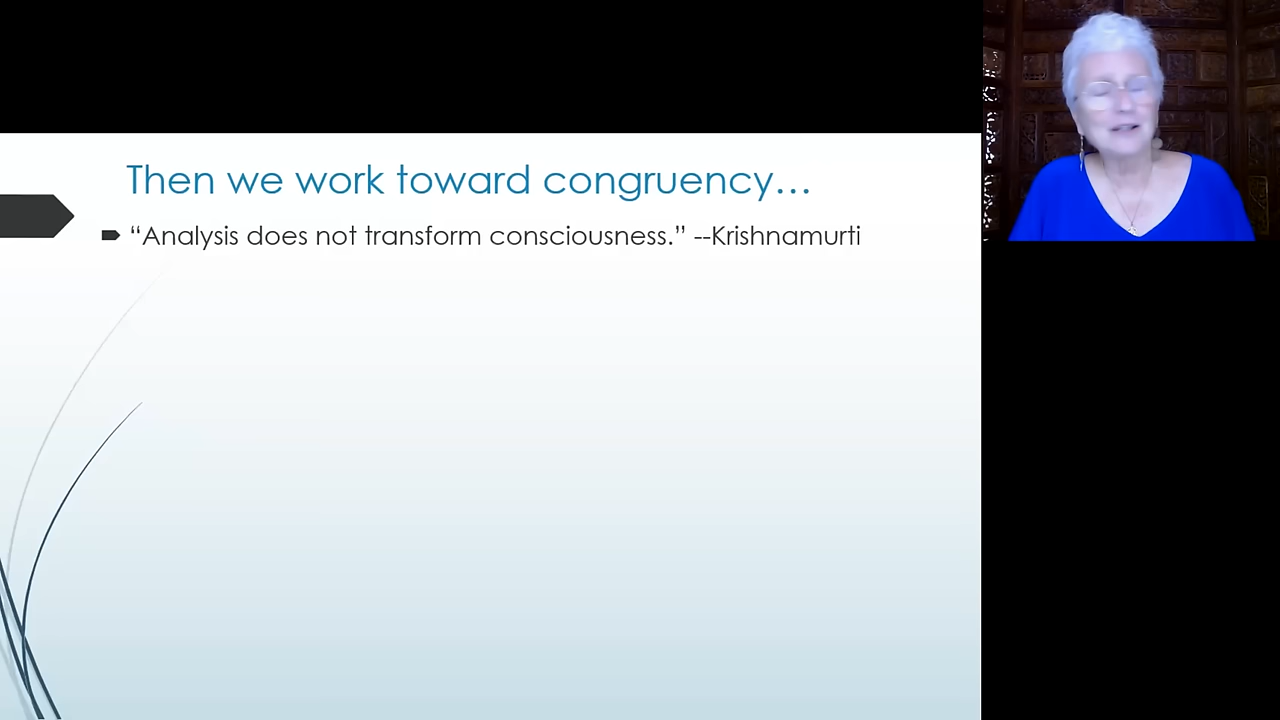 Then we work toward congruency…
“Analysis does not transform consciousness.” --Krishnamurti